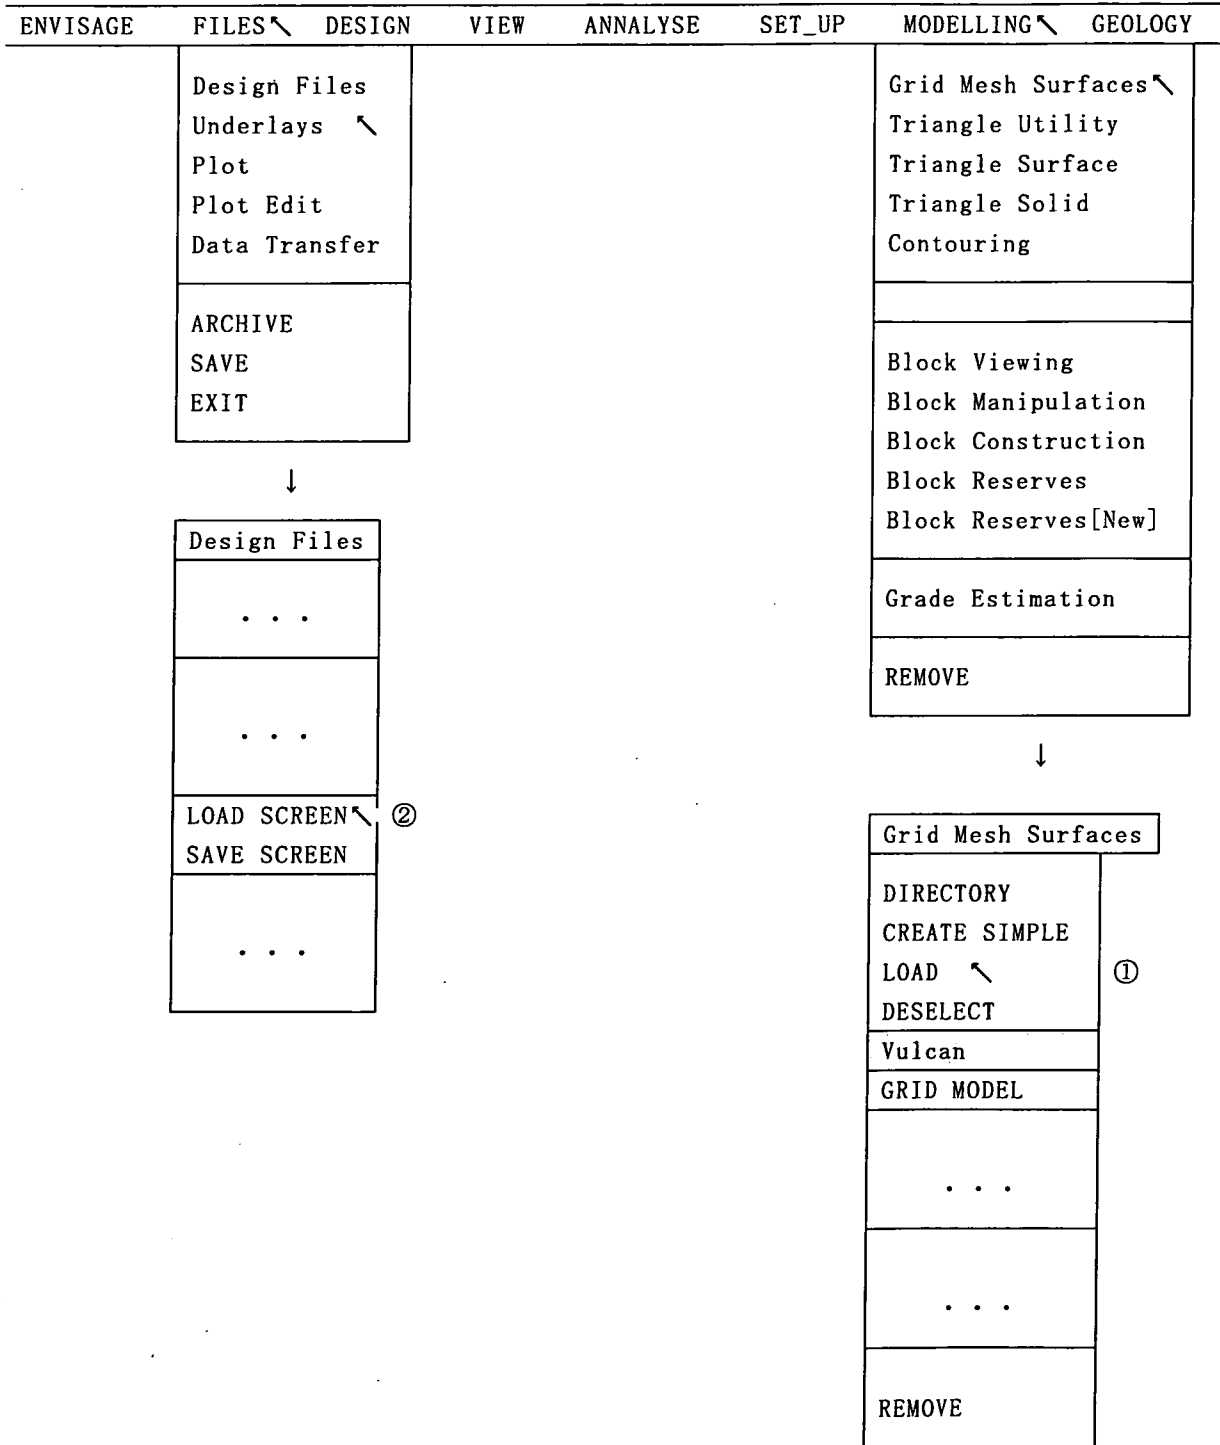 ENVISAGE FILES↖ DESIGN VIEW ANNALYSE SET_UP MODELLING↖ GEOLOGY
Design Files
Underlays ↖
Plot
Plot Edit
Data Transfer
ARCHIVE
SAVE
EXIT
↓
Design Files
. . .
. . .
LOAD SCREEN↖ ②
SAVE SCREEN
. . .
Grid Mesh Surfaces↖
Triangle Utility
Triangle Surface
Triangle Solid
Contouring
Block Viewing
Block Manipulation
Block Construction
Block Reserves
Block Reserves[New]
Grade Estimation
REMOVE
↓
Grid Mesh Surfaces
DIRECTORY
CREATE SIMPLE
LOAD ↖ ①
DESELECT
Vulcan
GRID MODEL
. . .
. . .
REMOVE